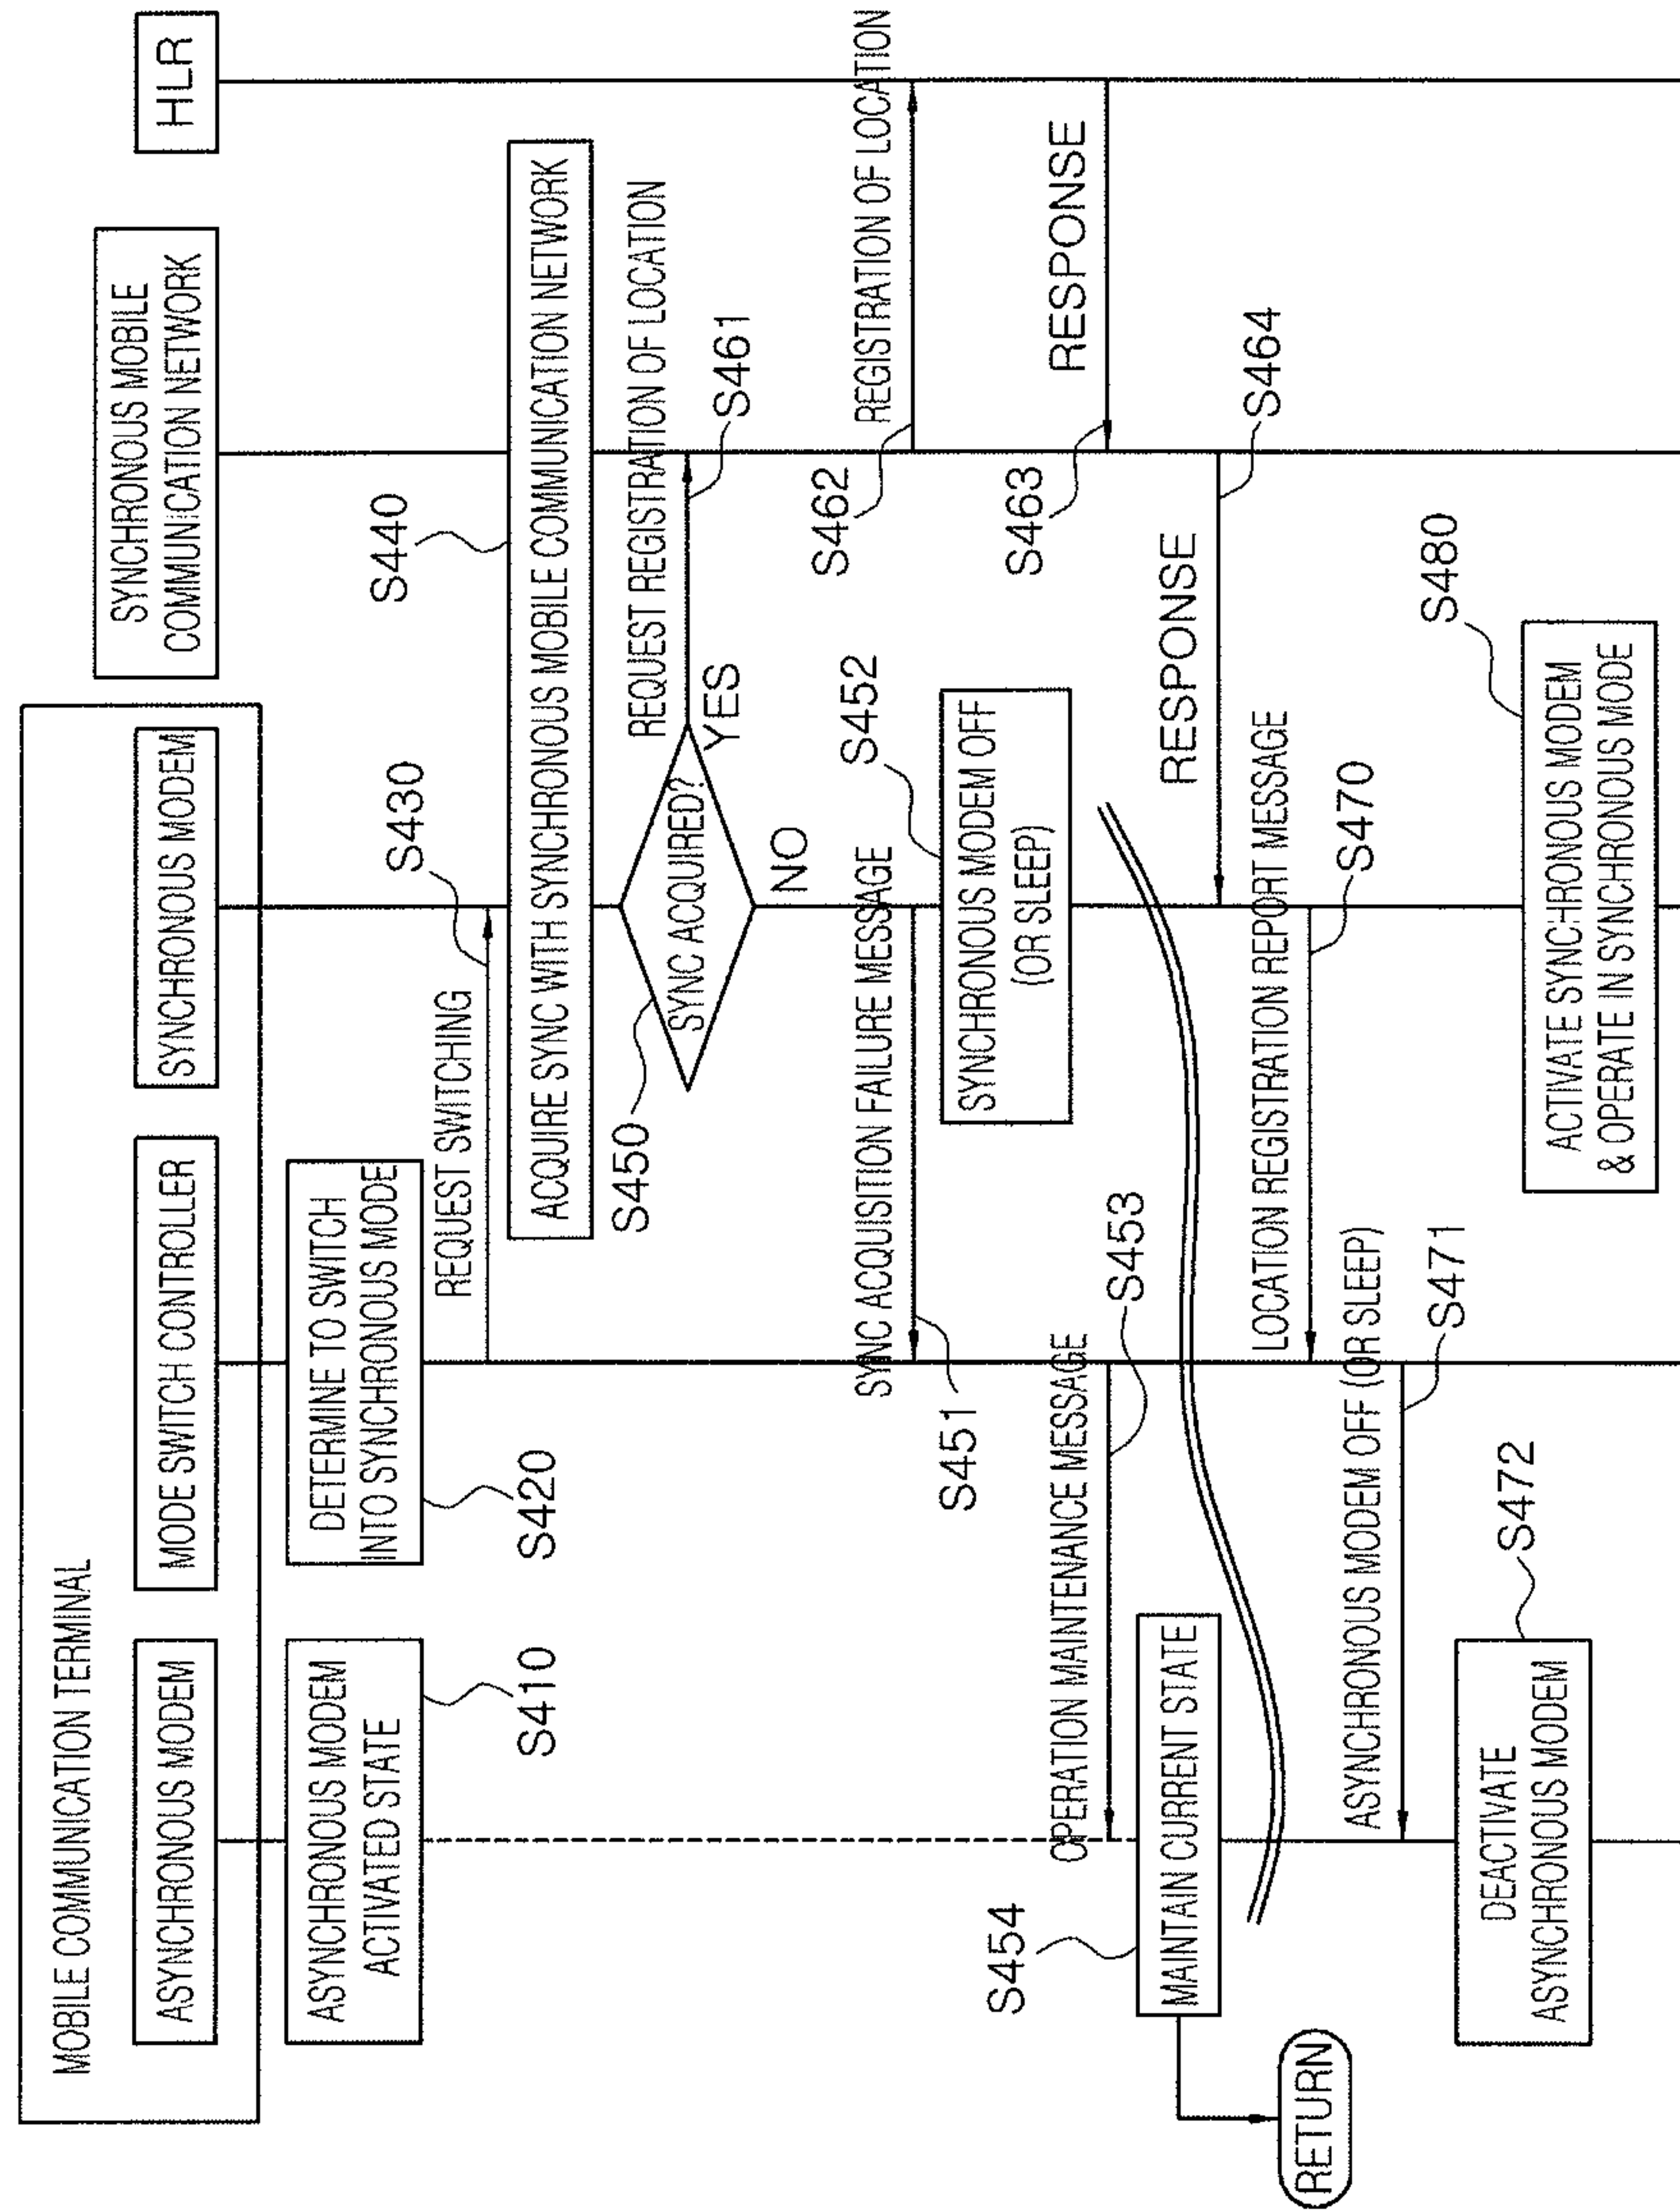 MOBILE COMMUNICATION TERMINAL
ASYNCHRONOUS MODEM
MODE SWITCH CONTROLLER
SYNCHRONOUS MODEM
SYNCHRONOUS MOBILE
COMMUNICATION NETWORK
HLR
ASYNCHRONOUS MODEM
ACTIVATED STATE
S410
DETERMINE TO SWITCH
INTO SYNCHRONOUS MODE
S420
REQUEST SWITCHING
S430
S440
ACQUIRE SYNC WITH SYNCHRONOUS MOBILE COMMUNICATION NETWORK
S450
SYNC ACQUIRED?
YES
NO
REQUEST REGISTRATION OF LOCATION
S461
SYNC ACQUISITION FAILURE MESSAGE
S451
S452
SYNCHRONOUS MODEM OFF
(OR SLEEP)
REGISTRATION OF LOCATION
S462
OPERATION MAINTENANCE MESSAGE
S453
RESPONSE
S463
S454
MAINTAIN CURRENT STATE
RETURN
RESPONSE
S464
LOCATION REGISTRATION REPORT MESSAGE
S470
ASYNCHRONOUS MODEM OFF (OR SLEEP)
S471
DEACTIVATE
ASYNCHRONOUS MODEM
S472
S480
ACTIVATE SYNCHRONOUS MODEM
& OPERATE IN SYNCHRONOUS MODE